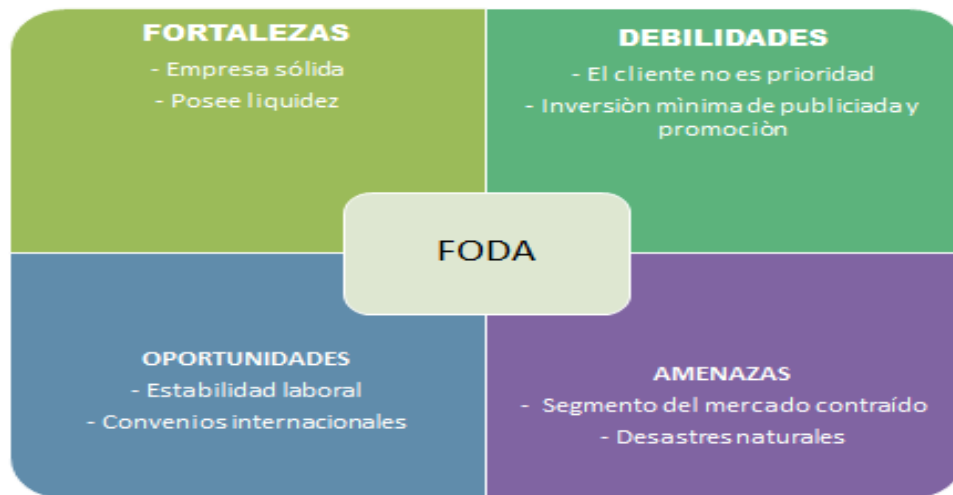 FORTALEZAS
- Empresa sólida
- Posee liquidez
DEBILIDADES
- El cliente no es prioridad
- Inversiòn mìnima de publiciada y
promociòn
FODA
OPORTUNIDADES
- Estabilidad laboral
- Convenios internacionales
AMENAZAS
- Segmento del mercado contraído
- Desastres naturales